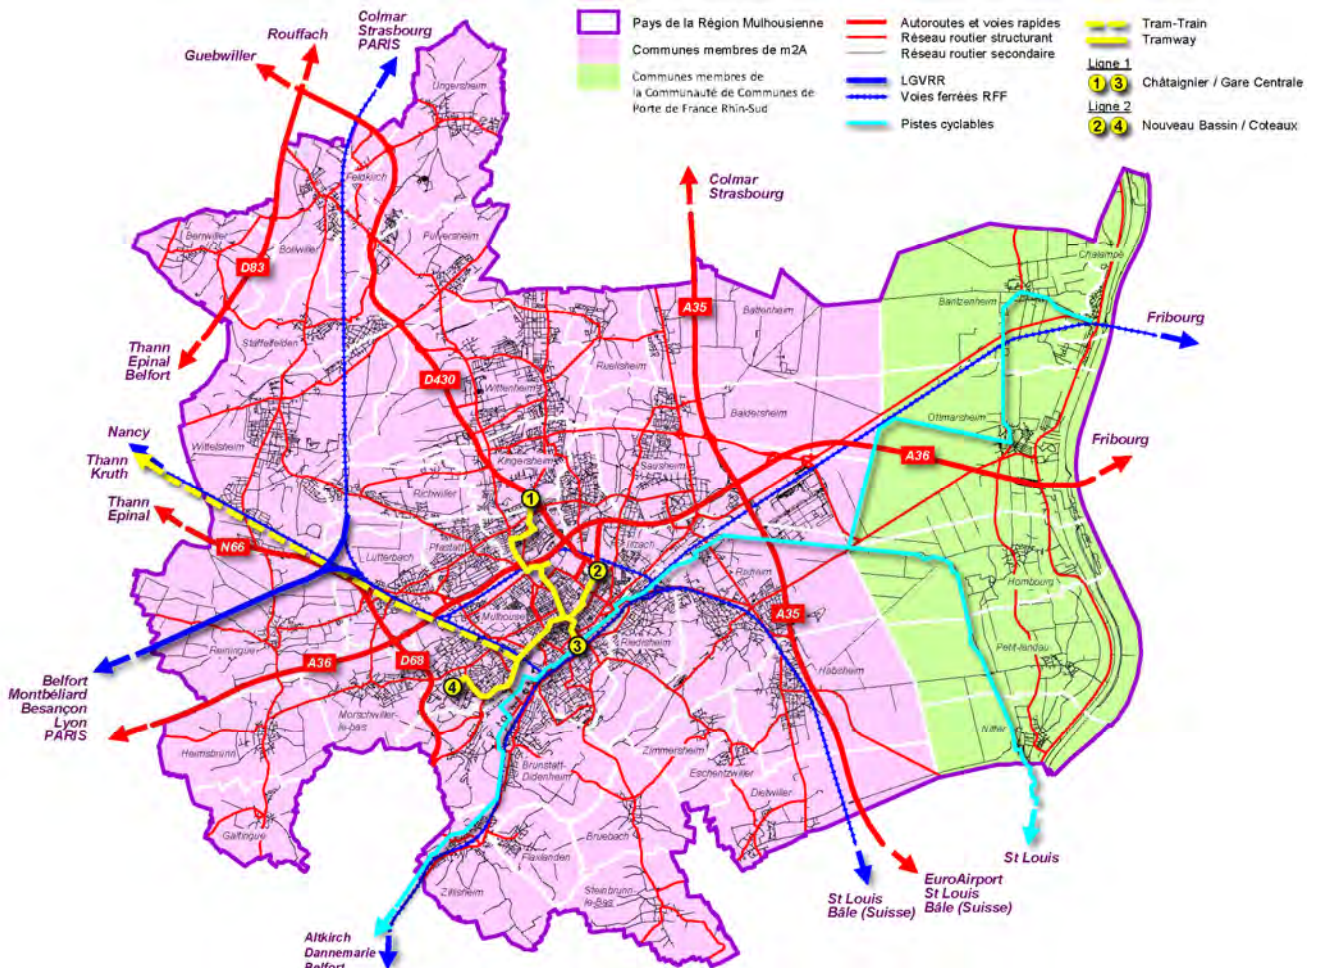 Pays de la Région Mulhousienne
Communes membres de m2A
Communes membres de
la Communauté de Communes de
Porte de France Rhin-Sud
Autoroutes et voies rapides
Réseau routier structurant
Réseau routier secondaire
LGVRR
Voies ferrées RFF
Pistes cyclables
Tram-Train
Tramway
Ligne 1
1 3 Châtaignier / Gare Centrale
Ligne 2
2 4 Nouveau Bassin / Coteaux
Colmar
Strasbourg
PARIS
Rouffach
Guebwiller
Ungersheim
Feldkirch
Berrwiller
Bollwiller
Pulversheim
D83
Colmar
Strasbourg
Thann
Epinal
Belfort
Staffelfelden
A35
Battenheim
Chalampé
Bantzenheim
Fribourg
Ruelisheim
D430
Wittenheim
Baldersheim
Ottmarsheim
Nancy
Thann
Kruth
Wittelsheim
Kingersheim
Sausheim
A36
Fribourg
Thann
Epinal
Richwiller
1
N66
Lutterbach
Pfastatt
Illzach
2
Rixheim
Hombourg
Mulhouse
A35
Reiningue
A36
D68
3
Riedisheim
Petit-landau
Habsheim
4
Belfort
Montbéliard
Besançon
Lyon
PARIS
Morschwiller-
le-bas
Niffer
Heimsbrunn
Zimmersheim
Brunstatt-
Didenheim
Eschentzwiller
Dietwiller
Galfingue
Bruebach
Flaxlanden
Zillisheim
Steinbrunn-
le-Bas
St Louis
St Louis
Bâle (Suisse)
EuroAirport
St Louis
Bâle (Suisse)
Altkirch
Dannemarie
Belfort